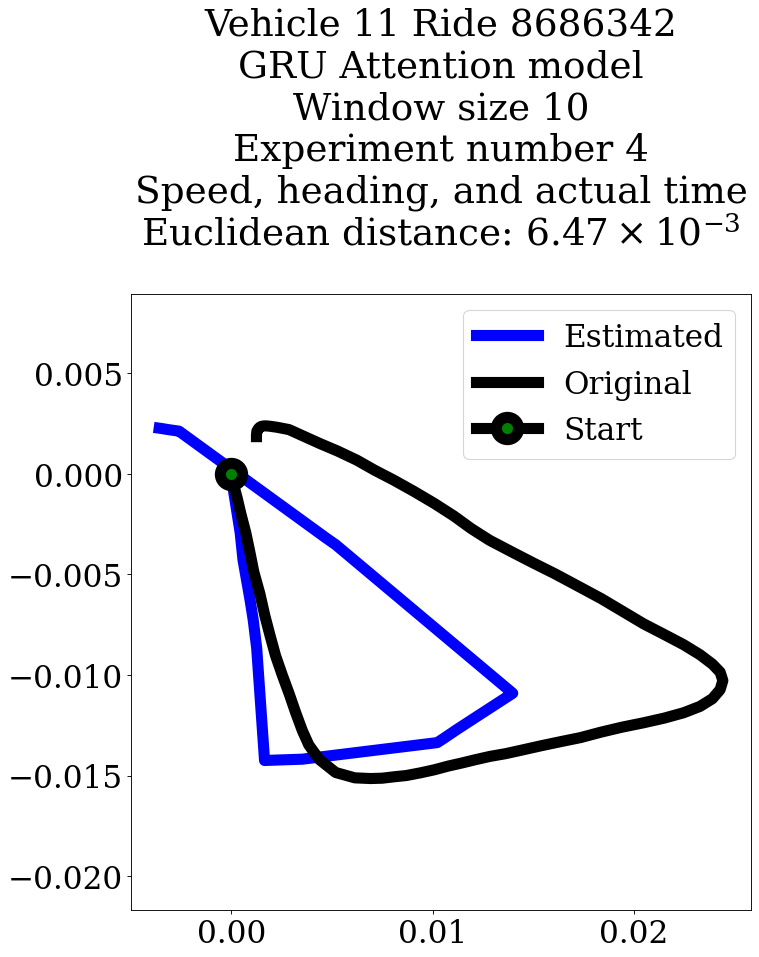 Vehicle 11 Ride 8686342
GRU Attention model
Window size 10
Experiment number 4
Speed, heading, and actual time
Euclidean distance: 6.47 × 10⁻³
Estimated
Original
Start
0.005
0.000
−0.005
−0.010
−0.015
−0.020
0.00 0.01 0.02